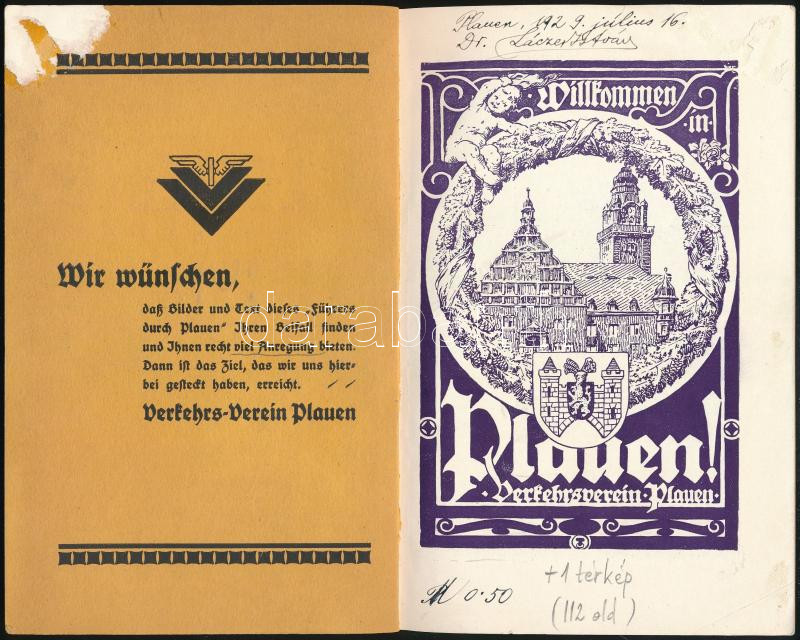 Wir wünschen,
daß Bilder und Text dieses „Führers
durch Plauen“ Ihren Beifall finden
und Ihnen recht viel Anregung bieten.
Dann ist das Ziel, das wir uns hier-
bei gesteckt haben, erreicht.
Verkehrs-Verein Plauen
Plauen, 1929. július 16.
Dr. Láczer István
Willkommen
in
Plauen!
Verkehrsverein · Plauen ·
M 0·50
+1 térkép
(112 old)